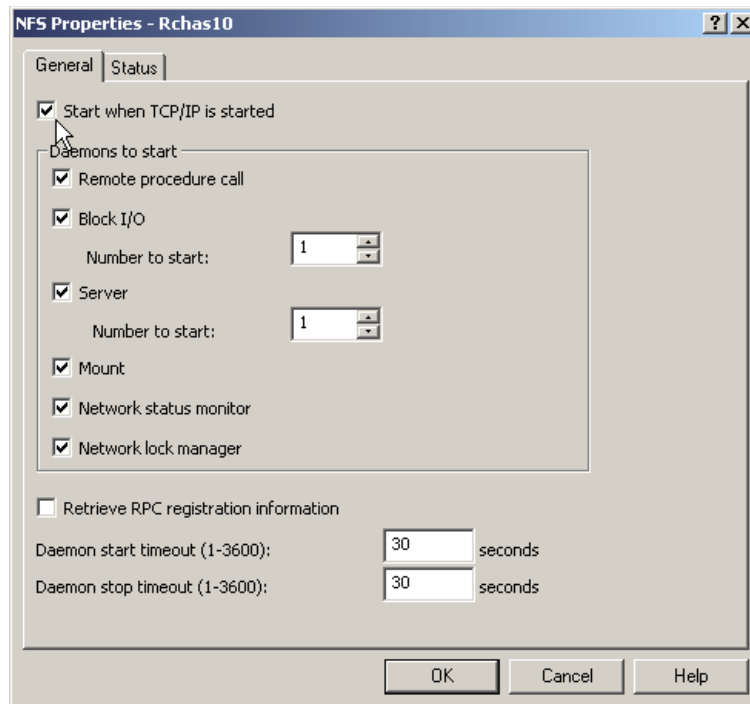 NFS Properties - Rchas10
General Status
Start when TCP/IP is started
Daemons to start
Remote procedure call
Block I/O
Number to start: 1
Server
Number to start: 1
Mount
Network status monitor
Network lock manager
Retrieve RPC registration information
Daemon start timeout (1-3600): 30 seconds
Daemon stop timeout (1-3600): 30 seconds
OK Cancel Help